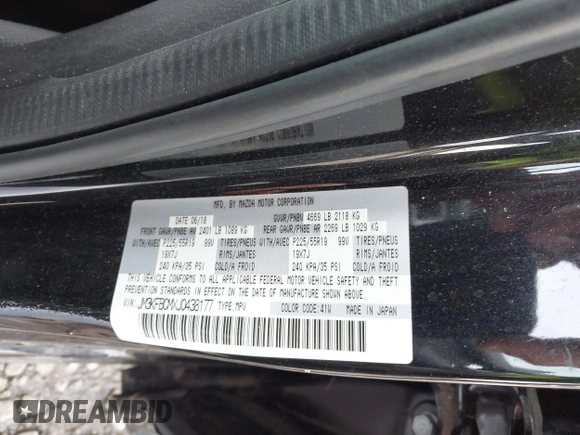 MFD. BY MAZDA MOTOR CORPORATION
DATE 06/18 GVWR/PNBV 4669 LB 2118 KG
FRONT GAWR/PNBE AV 2401 LB 1089 KG REAR GAWR/PNBE AR 2269 LB 1029 KG
WITH/AVEC P225/55R19 99V TIRES/PNEUS WITH/AVEC P225/55R19 99V TIRES/PNEUS
19X7J RIMS/JANTES 19X7J RIMS/JANTES
240 KPA/35 PSI COLD/A FROID 240 KPA/35 PSI COLD/A FROID
THIS VEHICLE CONFORMS TO ALL APPLICABLE FEDERAL MOTOR VEHICLE SAFETY, BUMPER, AND THEFT
PREVENTION STANDARDS IN EFFECT ON THE DATE OF MANUFACTURE SHOWN ABOVE.
VIN: TYPE: MPV COLOR CODE: 41W MADE IN JAPAN
DREAMBID